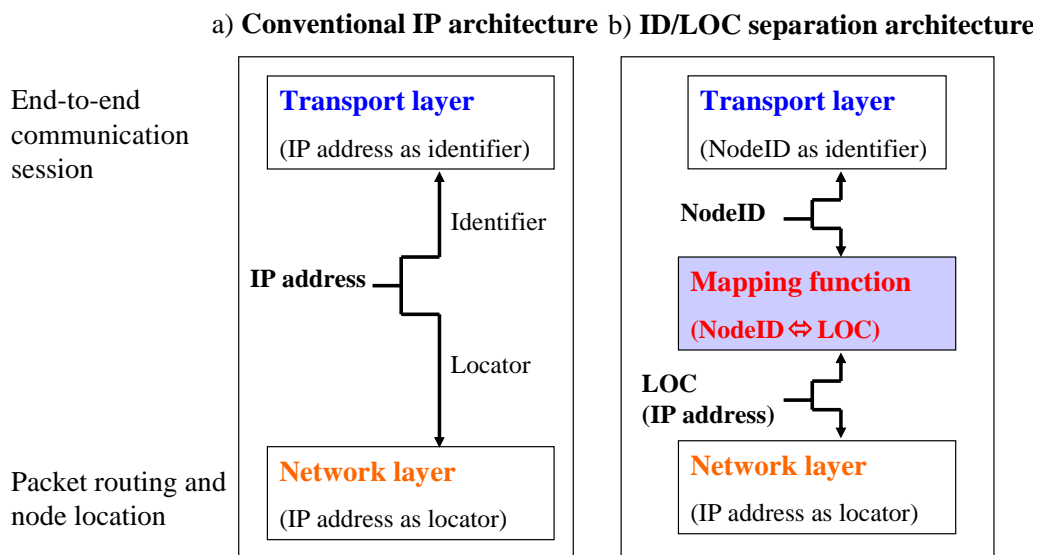 a) Conventional IP architecture
b) ID/LOC separation architecture
End-to-end
communication
session
Transport layer
(IP address as identifier)
Identifier
IP address
Locator
Network layer
(IP address as locator)
Packet routing and
node location
Transport layer
(NodeID as identifier)
NodeID
Mapping function
(NodeID ⇔ LOC)
LOC
(IP address)
Network layer
(IP address as locator)